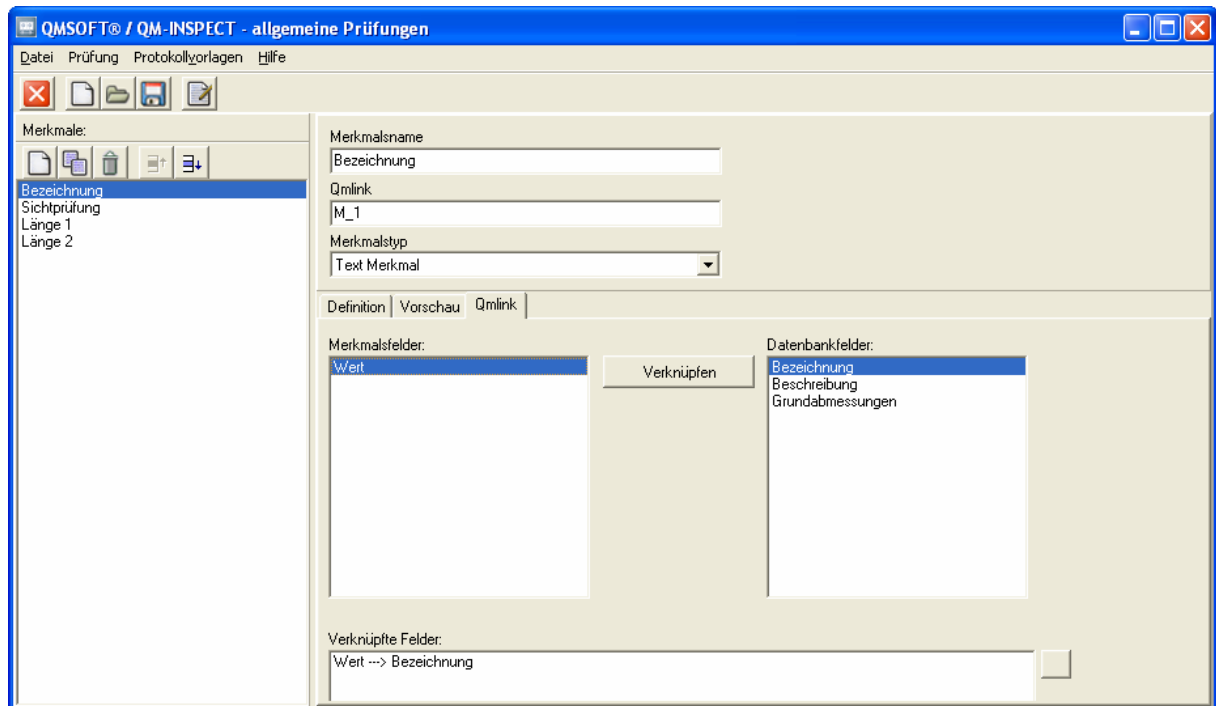 QMSOFT® / QM-INSPECT - allgemeine Prüfungen
Datei Prüfung Protokollvorlagen Hilfe
Merkmale:
Bezeichnung
Sichtprüfung
Länge 1
Länge 2
Merkmalsname
Bezeichnung
Qmlink
M_1
Merkmalstyp
Text Merkmal
Definition Vorschau Qmlink
Merkmalsfelder:
Wert
Verknüpfen
Datenbankfelder:
Bezeichnung
Beschreibung
Grundabmessungen
Verknüpfte Felder:
Wert ---> Bezeichnung